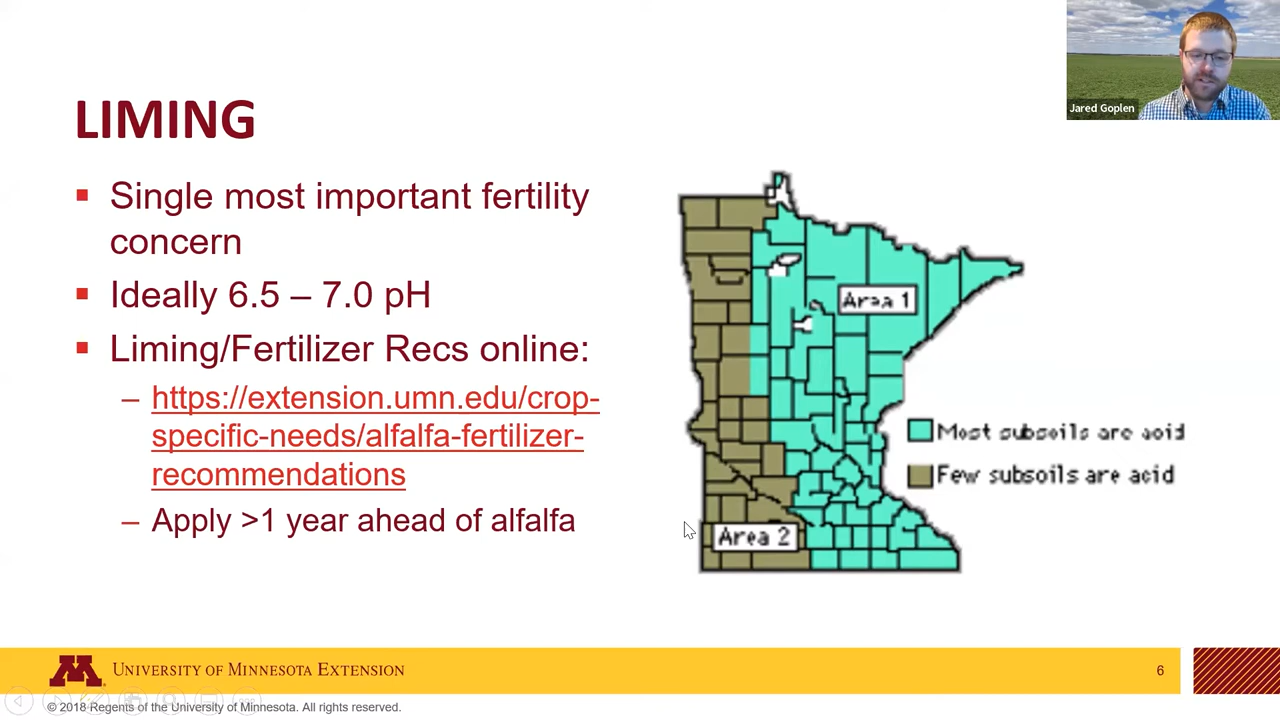 LIMING
▪ Single most important fertility
concern
▪ Ideally 6.5 – 7.0 pH
▪ Liming/Fertilizer Recs online:
– https://extension.umn.edu/crop-
specific-needs/alfalfa-fertilizer-
recommendations
– Apply >1 year ahead of alfalfa
Jared Goplen
Area 1
Most subsoils are acid
Few subsoils are acid
Area 2
M
UNIVERSITY OF MINNESOTA EXTENSION
6
© 2018 Regents of the University of Minnesota. All rights reserved.